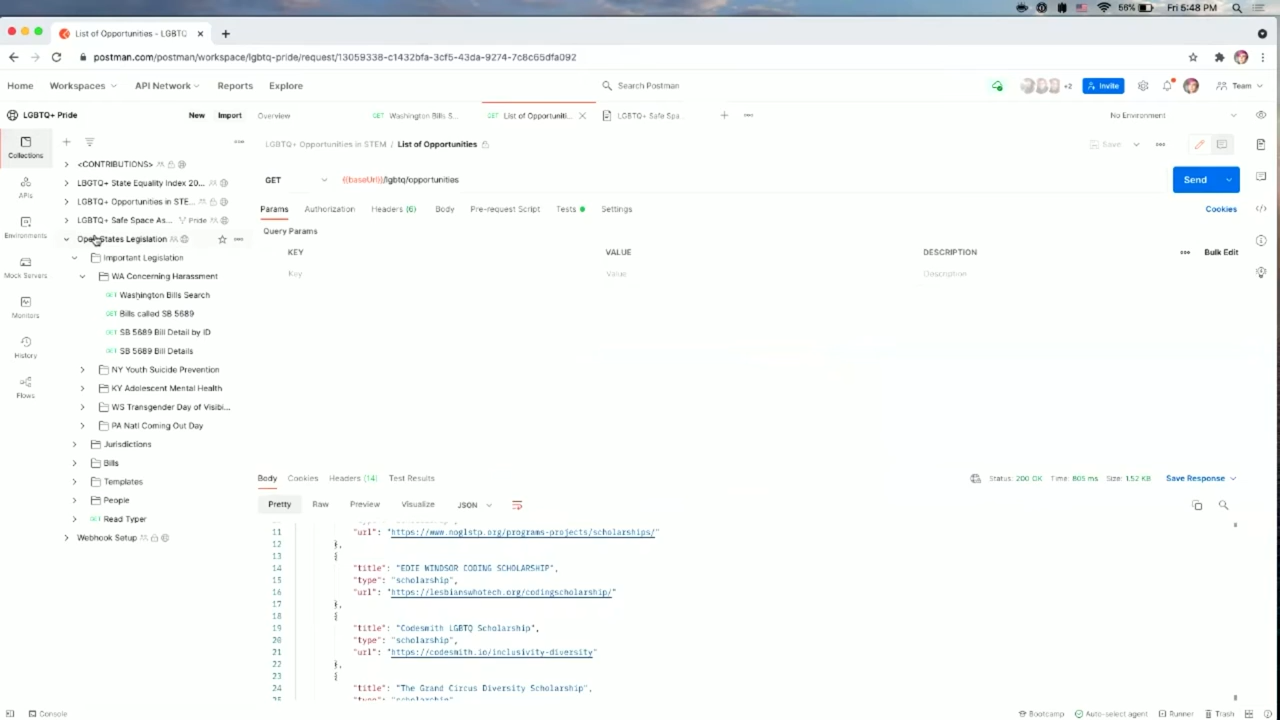 56% Fri 5:48 PM
List of Opportunities - LGBTQ
postman.com/postman/workspace/lgbtq-pride/request/13059338-c1432bfa-3cf5-43da-9274-7c8c65dfa092
Home Workspaces API Network Reports Explore Search Postman +2 Invite Team
LGBTQ+ Pride New Import Overview GET Washington Bills S... GET List of Opportuniti... LGBTQ+ Safe Spa No Environment
Collections
APIs
Environments
Mock Servers
Monitors
History
Flows
<CONTRIBUTIONS>
LBGTQ+ State Equality Index 20...
LGBTQ+ Opportunities in STE...
LGBTQ+ Safe Space As... Pride
Open States Legislation
Important Legislation
WA Concerning Harassment
GET Washington Bills Search
GET Bills called SB 5689
GET SB 5689 Bill Detail by ID
GET SB 5689 Bill Details
NY Youth Suicide Prevention
KY Adolescent Mental Health
WS Transgender Day of Visibi...
PA Natl Coming Out Day
Jurisdictions
Bills
Templates
People
GET Read Typer
Webhook Setup
LGBTQ+ Opportunities in STEM / List of Opportunities Save
GET {{baseUrl}}/lgbtq/opportunities Send
Params Authorization Headers (6) Body Pre-request Script Tests Settings Cookies
Query Params
KEY VALUE DESCRIPTION Bulk Edit
Key Value Description
Body Cookies Headers (14) Test Results Status: 200 OK Time: 805 ms Size: 1.52 KB Save Response
Pretty Raw Preview Visualize JSON
11 "url": "https://www.noglstp.org/programs-projects/scholarships/"
12 },
13 {
14 "title": "EDIE WINDSOR CODING SCHOLARSHIP",
15 "type": "scholarship",
16 "url": "https://lesbianswhotech.org/codingscholarship/"
17 },
18 {
19 "title": "Codesmith LGBTQ Scholarship",
20 "type": "scholarship",
21 "url": "https://codesmith.io/inclusivity-diversity"
22 },
23 {
24 "title": "The Grand Circus Diversity Scholarship",
Console Bootcamp Auto-select agent Runner Trash